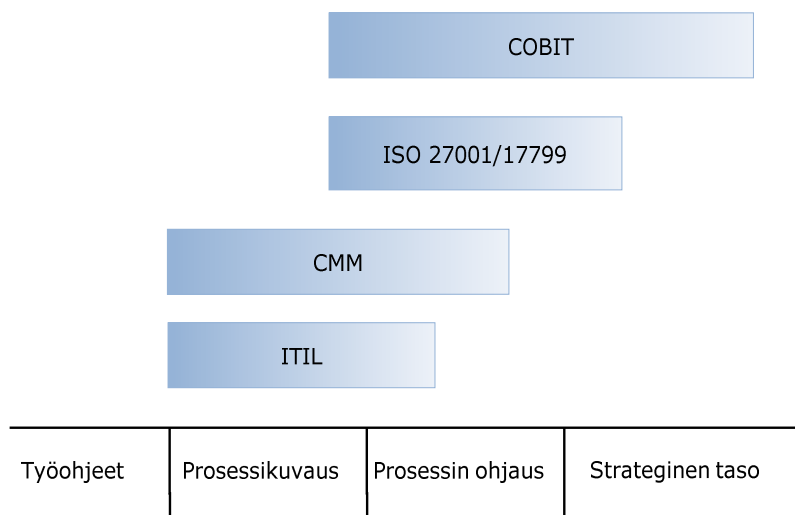 COBIT
ISO 27001/17799
CMM
ITIL
Työohjeet
Prosessikuvaus
Prosessin ohjaus
Strateginen taso